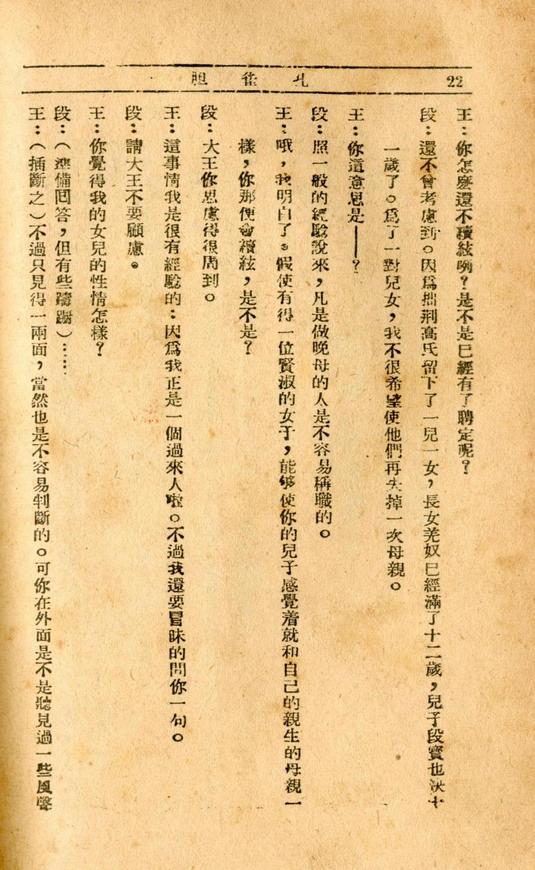 22
孔雀胆
王：你怎麼還不續絃喲？是不是已經有了聘定呢？
段：還不曾考慮到。因爲拙荆高氏留下了一兒一女，長女羌奴已經滿了十二歲，兒子段寶也快十
一歲了。爲了一對兒女，我不很希望使他們再失掉一次母親。
王：你這意思是——？
段：照一般的經驗說來，凡是做晚母的人是不容易稱職的。
王：哦，我明白了。假使有得一位賢淑的女子，能够使你的兒子感覺着就和自己的親生的母親一
樣，你那便會續絃，是不是？
段：大王你思慮得很周到。
王：這事情我是很有經驗的：因爲我正是一個過來人啦。不過我還要冒昧的問你一句。
段：請大王不要顧慮。
王：你覺得我的女兒的性情怎樣？
段：（準備回答，但有些躊躇）……
王：（插斷之）不過只見得一兩面，當然也是不容易判斷的。可你在外面是不是聽見過一些風聲